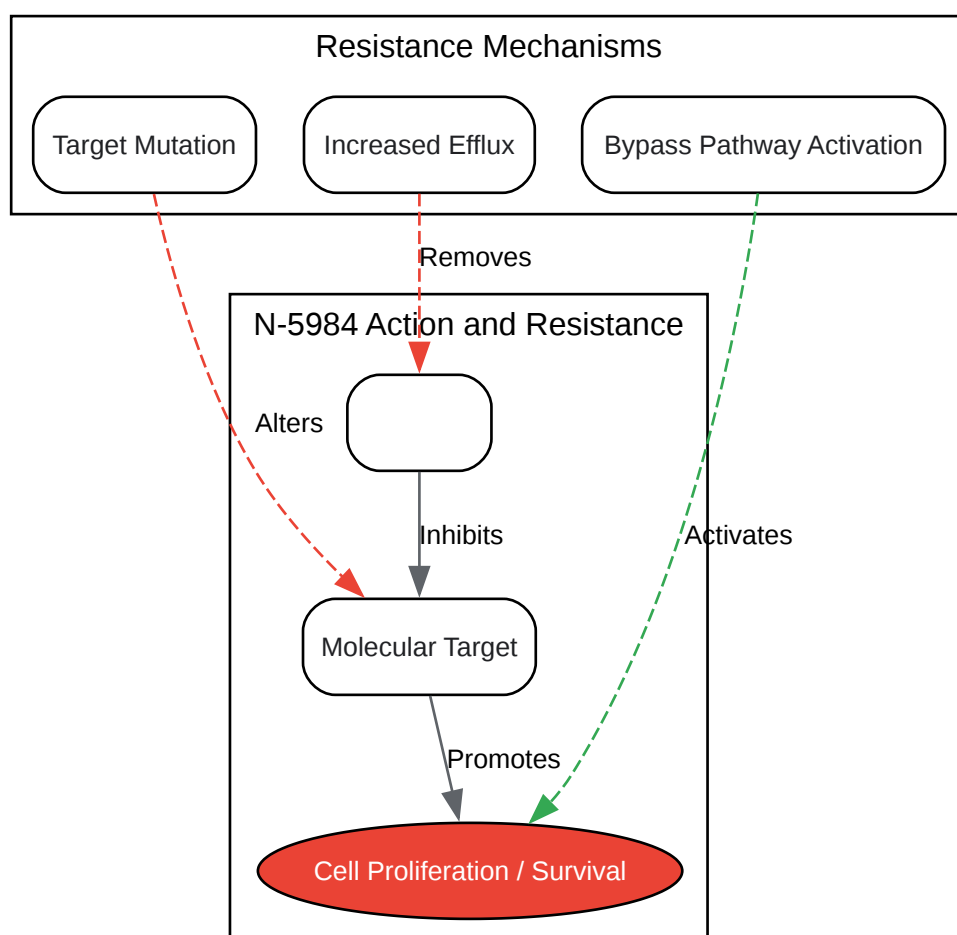 Resistance Mechanisms
Target Mutation
Increased Efflux
Bypass Pathway Activation
Removes
N-5984 Action and Resistance
Alters
Inhibits
Activates
Molecular Target
Promotes
Cell Proliferation / Survival